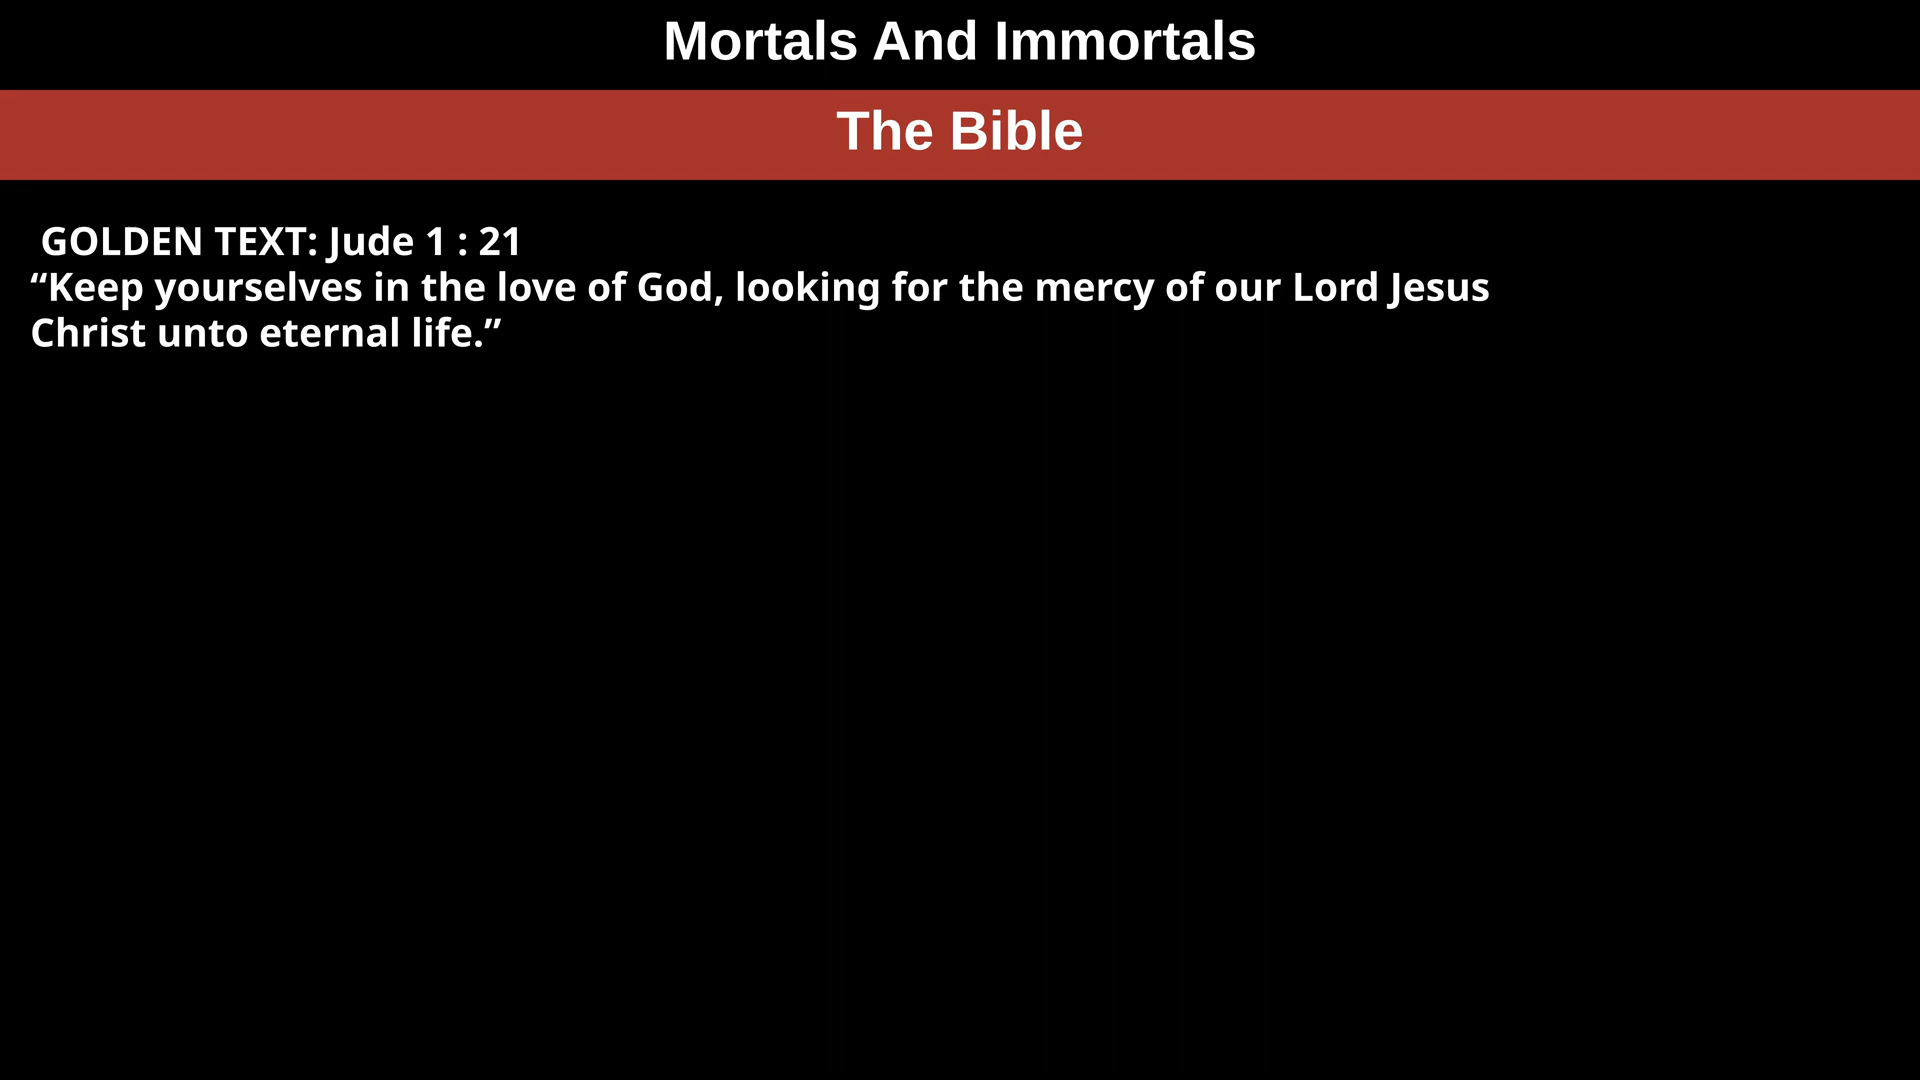 Mortals And Immortals
The Bible
GOLDEN TEXT: Jude 1 : 21
“Keep yourselves in the love of God, looking for the mercy of our Lord Jesus
Christ unto eternal life.”